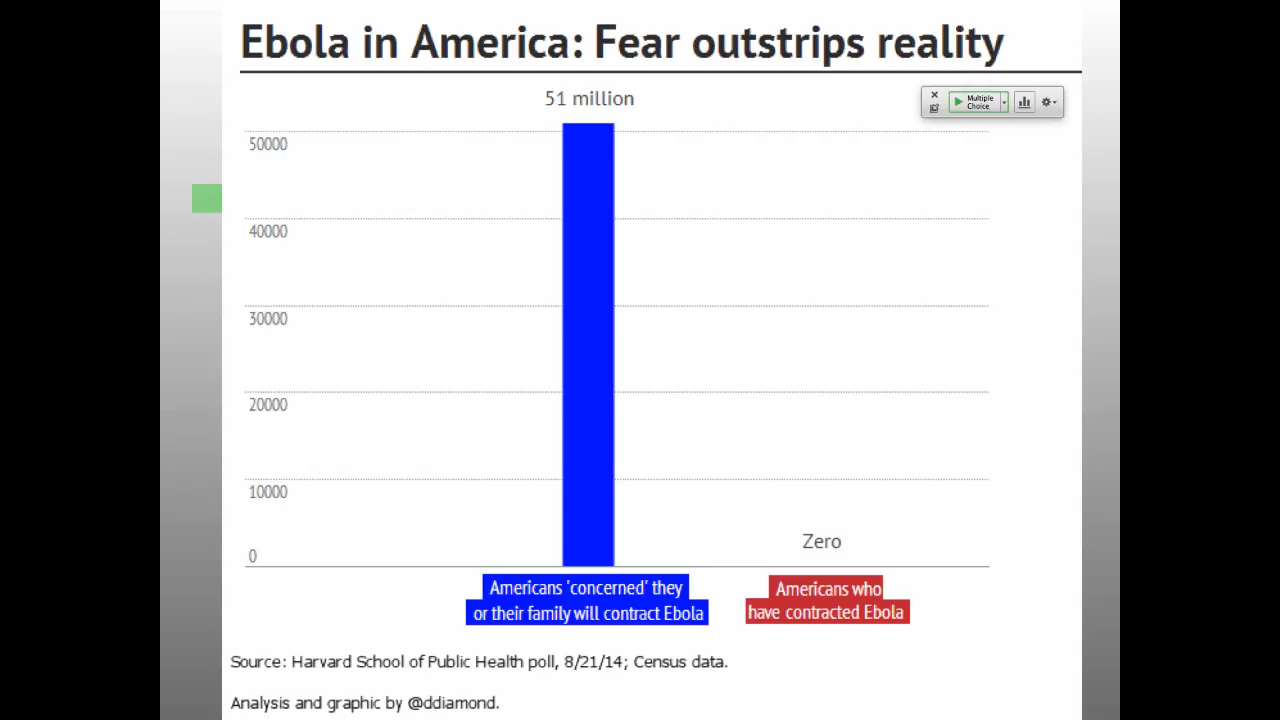 Ebola in America: Fear outstrips reality
51 million
Multiple
Choice
50000
40000
30000
20000
10000
0
Zero
Americans 'concerned' they
or their family will contract Ebola
Americans who
have contracted Ebola
Source: Harvard School of Public Health poll, 8/21/14; Census data.
Analysis and graphic by @ddiamond.